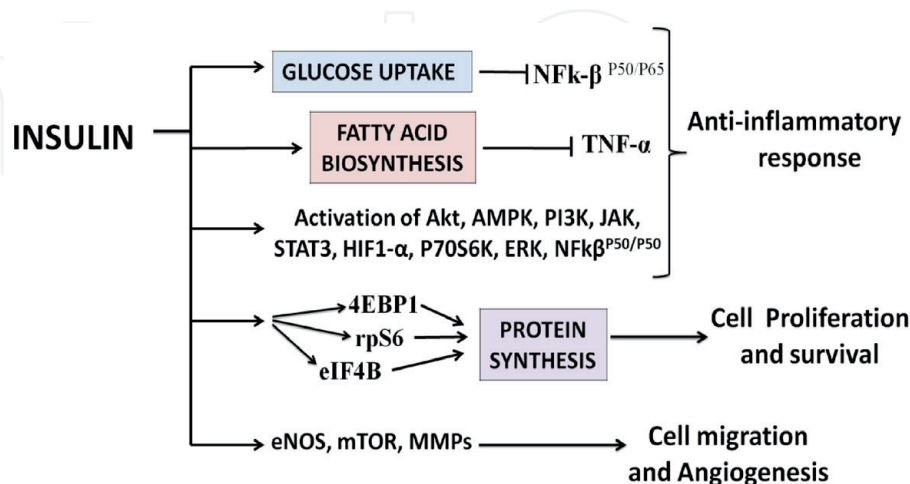 INSULIN
GLUCOSE UPTAKE
NFk-β P50/P65
FATTY ACID
BIOSYNTHESIS
TNF-α
Anti-inflammatory
response
Activation of Akt, AMPK, PI3K, JAK,
STAT3, HIF1-α, P70S6K, ERK, NFkβP50/P50
4EBP1
rpS6
eIF4B
PROTEIN
SYNTHESIS
Cell Proliferation
and survival
eNOS, mTOR, MMPs
Cell migration
and Angiogenesis